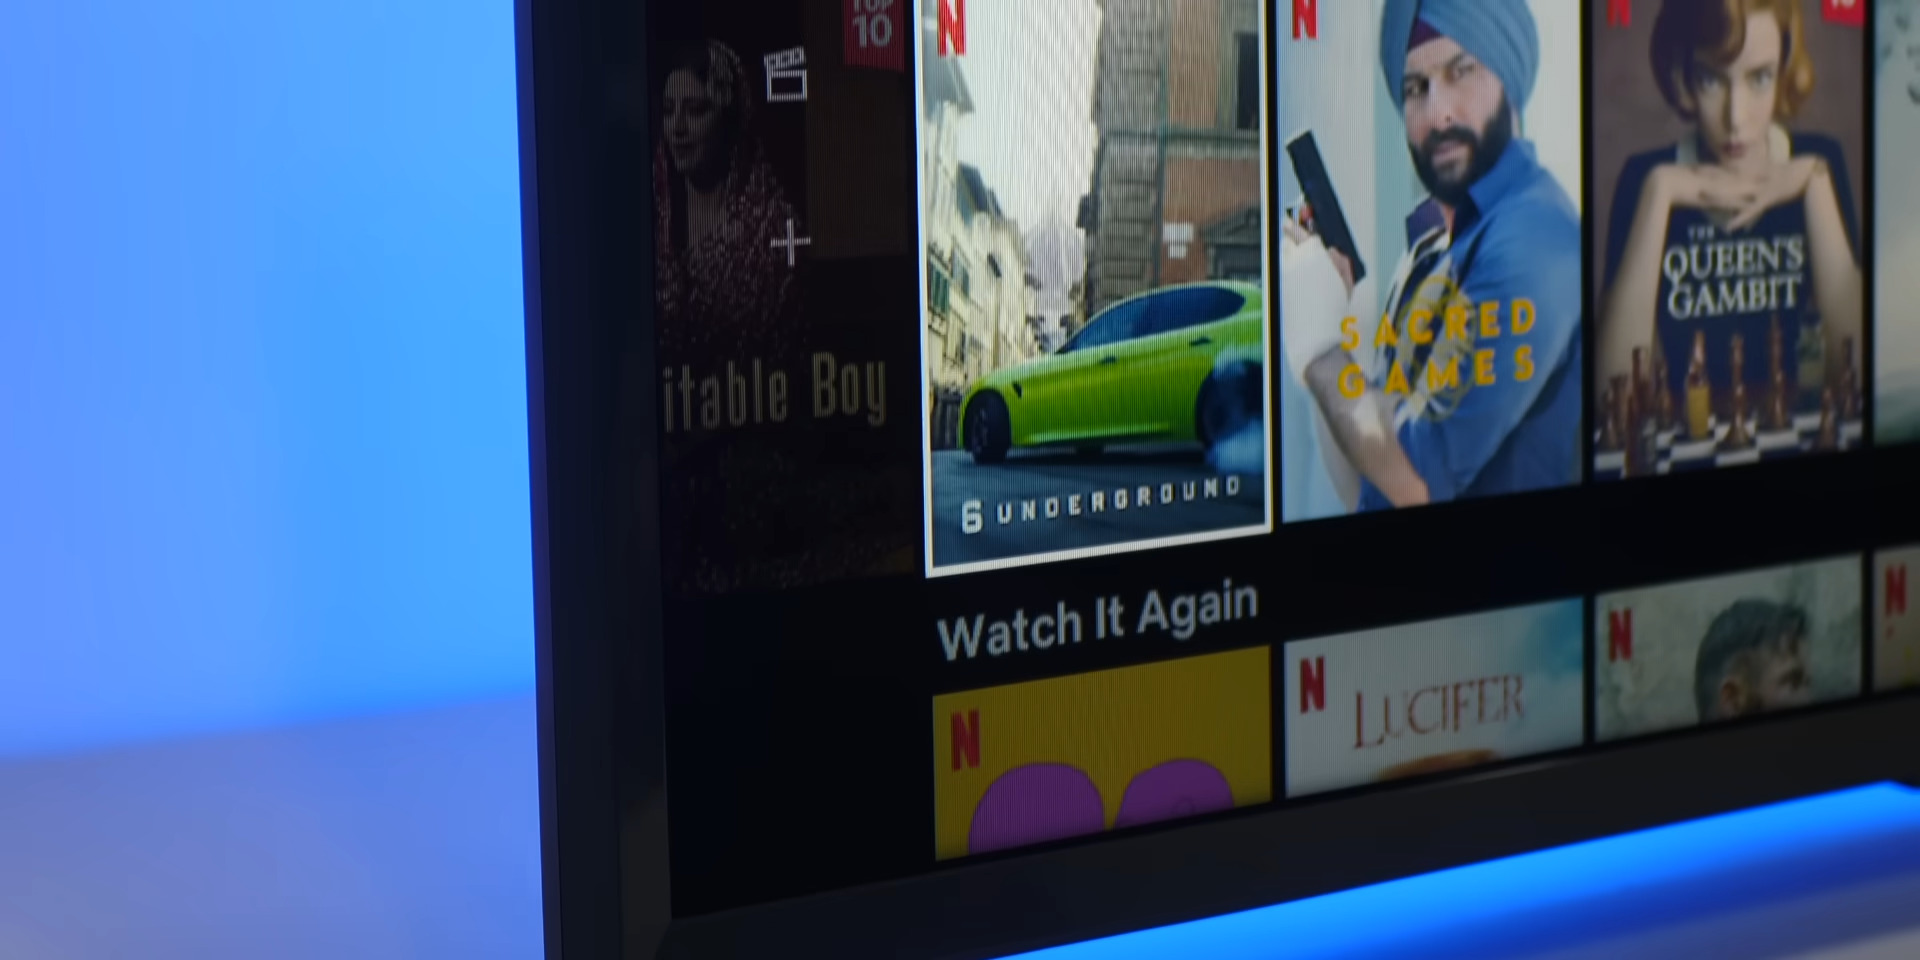 TOP
10
N
N
N
itable Boy
6 UNDERGROUND
SACRED
GAMES
THE
QUEEN'S
GAMBIT
Watch It Again
N
N
LUCIFER
N
N